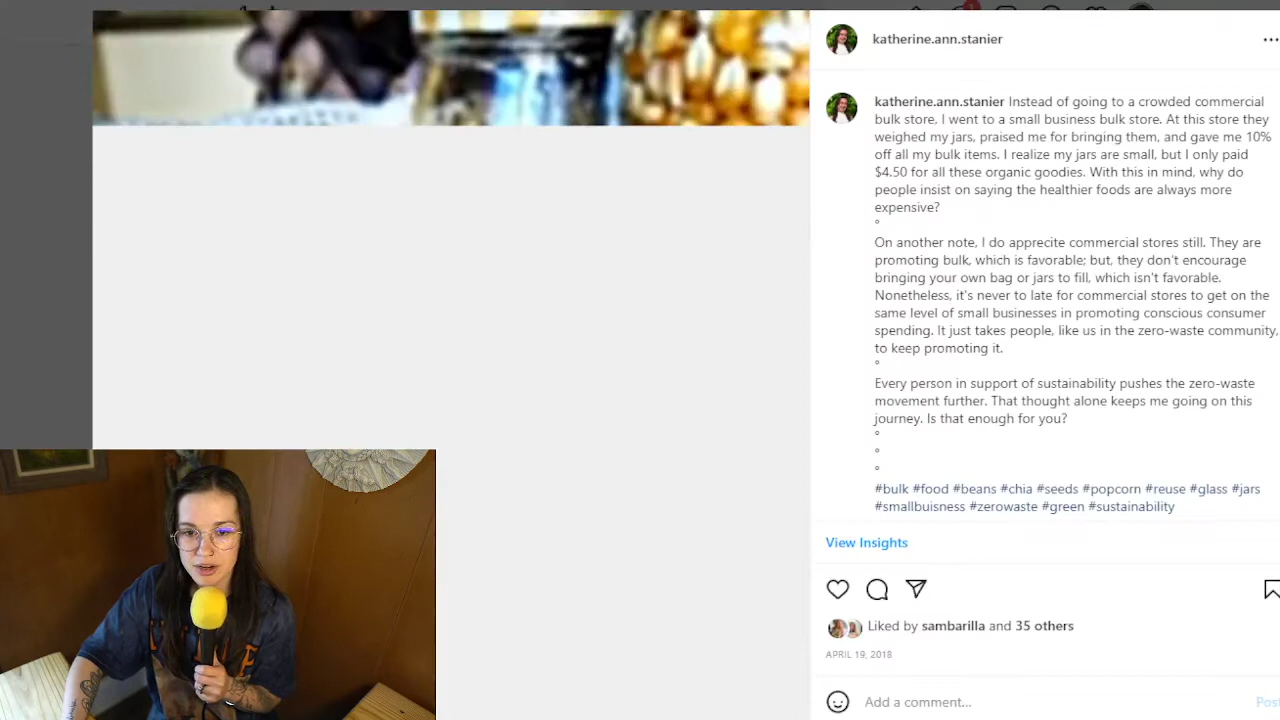 katherine.ann.stanier
katherine.ann.stanier Instead of going to a crowded commercial
bulk store, I went to a small business bulk store. At this store they
weighed my jars, praised me for bringing them, and gave me 10%
off all my bulk items. I realize my jars are small, but I only paid
$4.50 for all these organic goodies. With this in mind, why do
people insist on saying the healthier foods are always more
expensive?
°
On another note, I do apprecite commercial stores still. They are
promoting bulk, which is favorable; but, they don't encourage
bringing your own bag or jars to fill, which isn't favorable.
Nonetheless, it's never to late for commercial stores to get on the
same level of small businesses in promoting conscious consumer
spending. It just takes people, like us in the zero-waste community,
to keep promoting it.
°
Every person in support of sustainability pushes the zero-waste
movement further. That thought alone keeps me going on this
journey. Is that enough for you?
°
°
°
#bulk #food #beans #chia #seeds #popcorn #reuse #glass #jars
#smallbuisness #zerowaste #green #sustainability
View Insights
Liked by sambarilla and 35 others
APRIL 19, 2018
Add a comment... Post